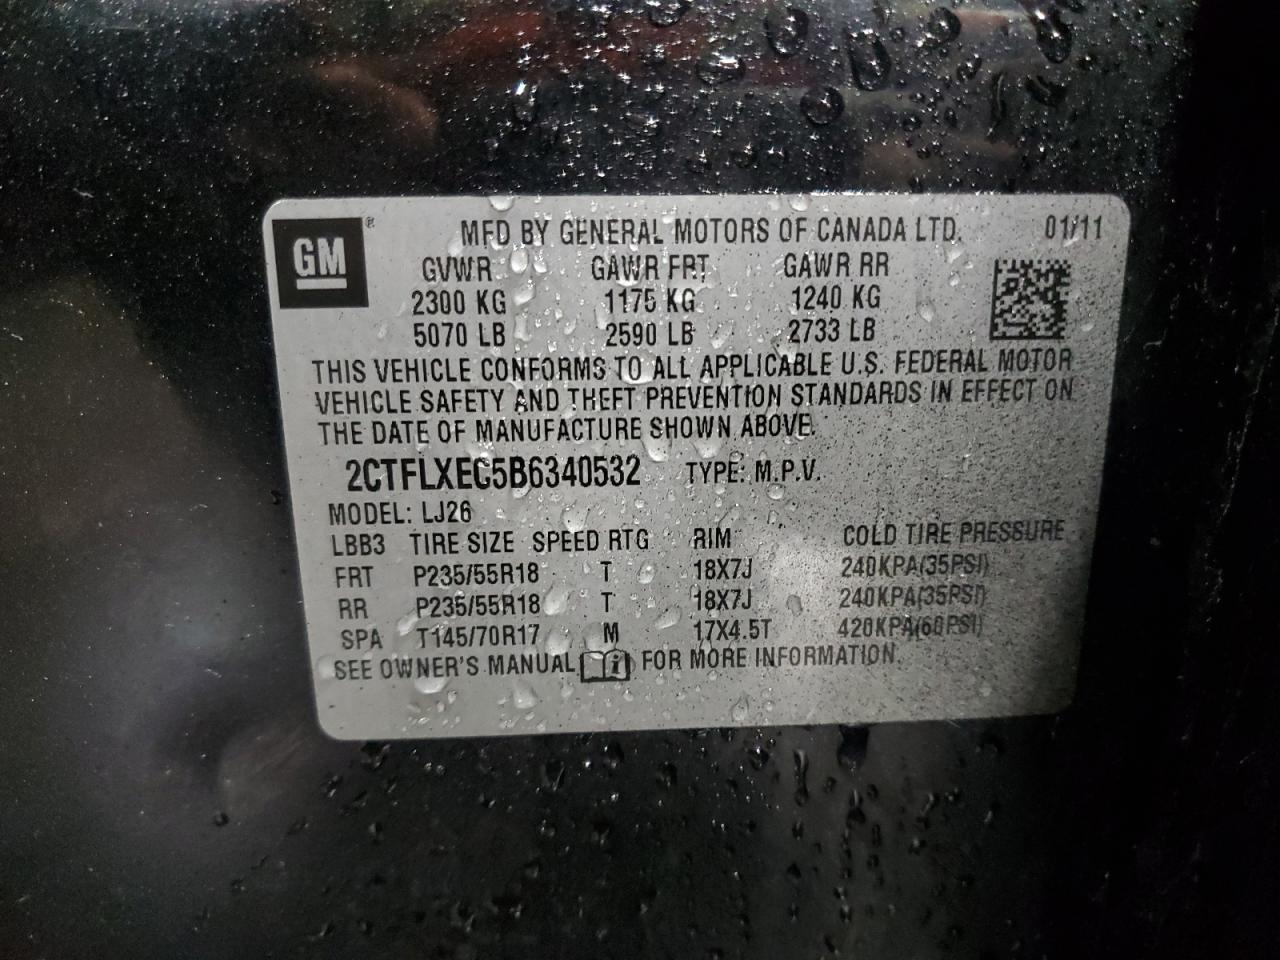 GM®
MFD BY GENERAL MOTORS OF CANADA LTD. 01/11
GVWR GAWR FRT GAWR RR
2300 KG 1175 KG 1240 KG
5070 LB 2590 LB 2733 LB
THIS VEHICLE CONFORMS TO ALL APPLICABLE U.S. FEDERAL MOTOR
VEHICLE SAFETY AND THEFT PREVENTION STANDARDS IN EFFECT ON
THE DATE OF MANUFACTURE SHOWN ABOVE.
2CTFLXEC5B6340532 TYPE: M.P.V.
MODEL: LJ26
LBB3 TIRE SIZE SPEED RTG RIM COLD TIRE PRESSURE
FRT P235/55R18 T 18X7J 240KPA(35PSI)
RR P235/55R18 T 18X7J 240KPA(35PSI)
SPA T145/70R17 M 17X4.5T 420KPA(60PSI)
SEE OWNER'S MANUAL i FOR MORE INFORMATION.